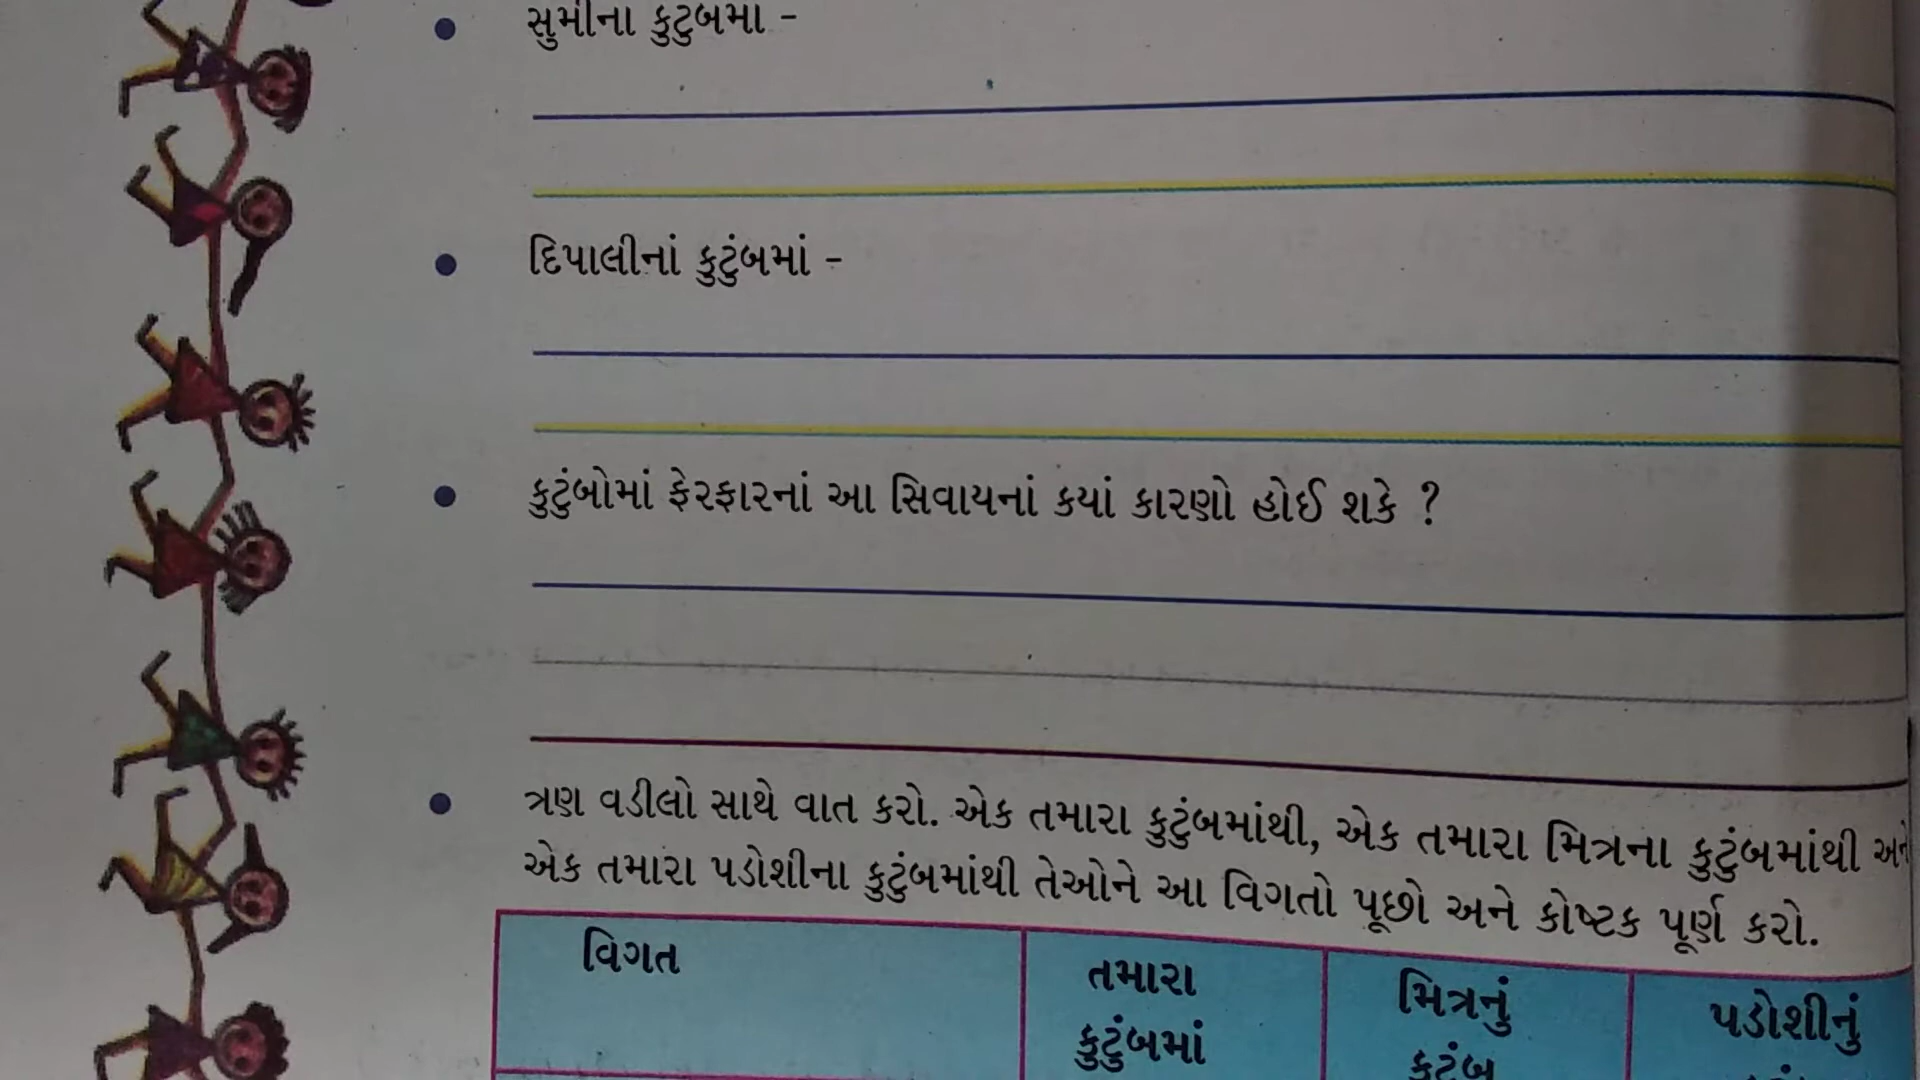 સુમીના કુટુંબમાં -
દિપાલીનાં કુટુંબમાં -
કુટુંબોમાં ફેરફારનાં આ સિવાયનાં કયાં કારણો હોઈ શકે ?
ત્રણ વડીલો સાથે વાત કરો. એક તમારા કુટુંબમાંથી, એક તમારા મિત્રના કુટુંબમાંથી અને
એક તમારા પડોશીના કુટુંબમાંથી તેઓને આ વિગતો પૂછો અને કોષ્ટક પૂર્ણ કરો.
વિગત
તમારા
કુટુંબમાં
મિત્રનું
કુટુંબ
પડોશીનું